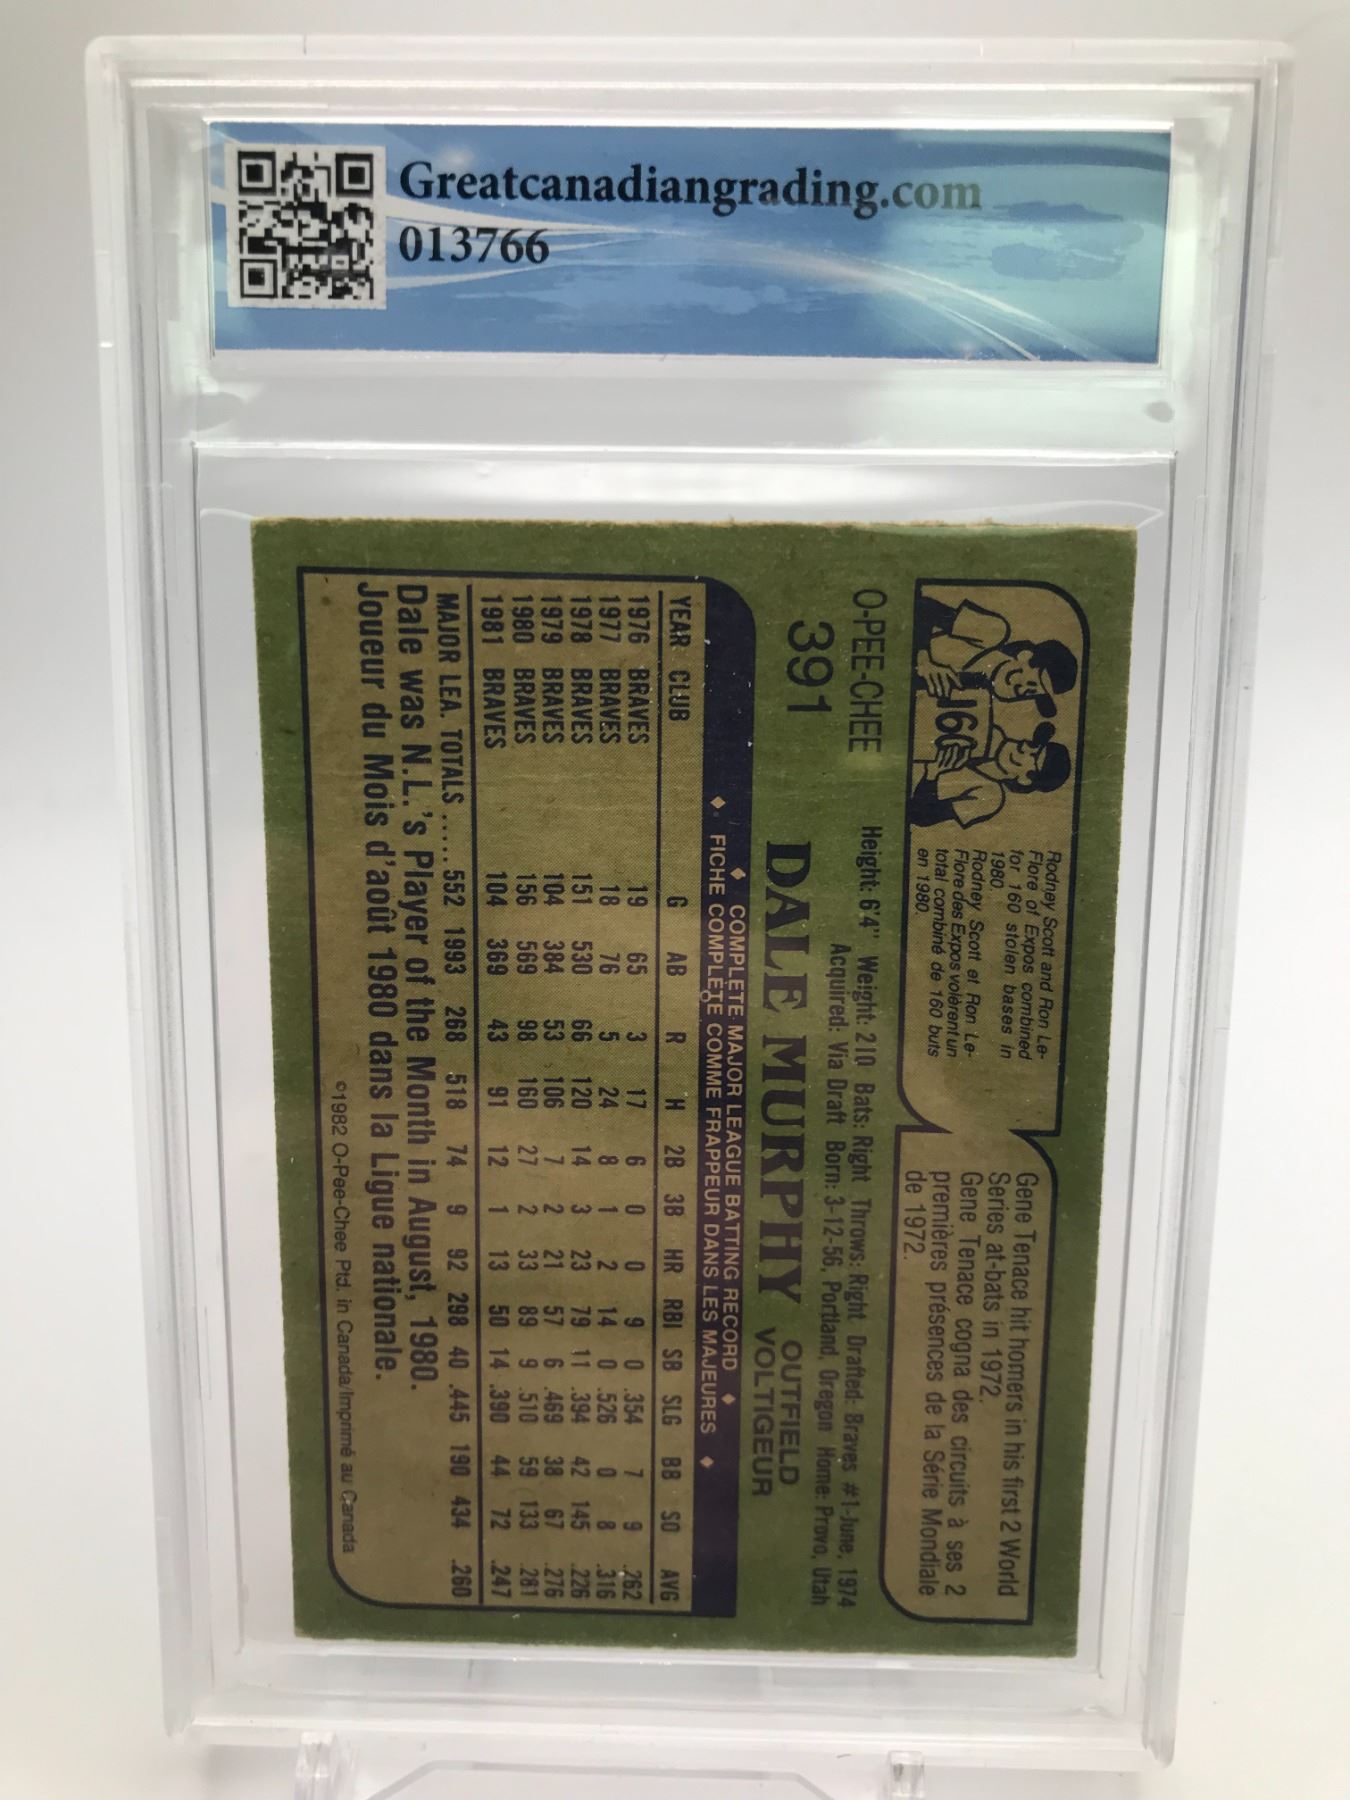 Greatcanadiangrading.com
013766
Rodney Scott and Ron Le-
Flore of Expos combined
for 160 stolen bases in
1980.
Rodney Scott et Ron Le-
Flore des Expos volèrent un
total combiné de 160 buts
en 1980.
160
Gene Tenace hit homers in his first 2 World
Series at-bats in 1972.
Gene Tenace cogna des circuits à ses 2
premières présences de la Série Mondiale
de 1972.
O-PEE-CHEE
391
Height: 6'4" Weight: 210 Bats: Right Throws: Right Drafted: Braves #1-June, 1974
Acquired: Via Draft Born: 3-12-56, Portland, Oregon Home: Provo, Utah
DALE MURPHY OUTFIELD
VOLTIGEUR
♦ COMPLETE MAJOR LEAGUE BATTING RECORD ♦
♦ FICHE COMPLÈTE COMME FRAPPEUR DANS LES MAJEURES ♦
YEAR CLUB G AB R H 2B 3B HR RBI SB SLG BB SO AVG
1976 BRAVES 19 65 3 17 6 0 0 9 0 .354 7 9 .262
1977 BRAVES 18 76 5 24 8 1 2 14 0 .526 0 8 .316
1978 BRAVES 151 530 66 120 14 3 23 79 11 .394 42 145 .226
1979 BRAVES 104 384 53 106 7 2 21 57 6 .469 38 67 .276
1980 BRAVES 156 569 98 160 27 2 33 89 9 .510 59 133 .281
1981 BRAVES 104 369 43 91 12 1 13 50 14 .390 44 72 .247
MAJOR LEA. TOTALS ..... 552 1993 268 518 74 9 92 298 40 .445 190 434 .260
Dale was N.L.'s Player of the Month in August, 1980.
Joueur du Mois d'août 1980 dans la Ligue nationale.
©1982 O-Pee-Chee Ptd. in Canada/Imprimé au Canada